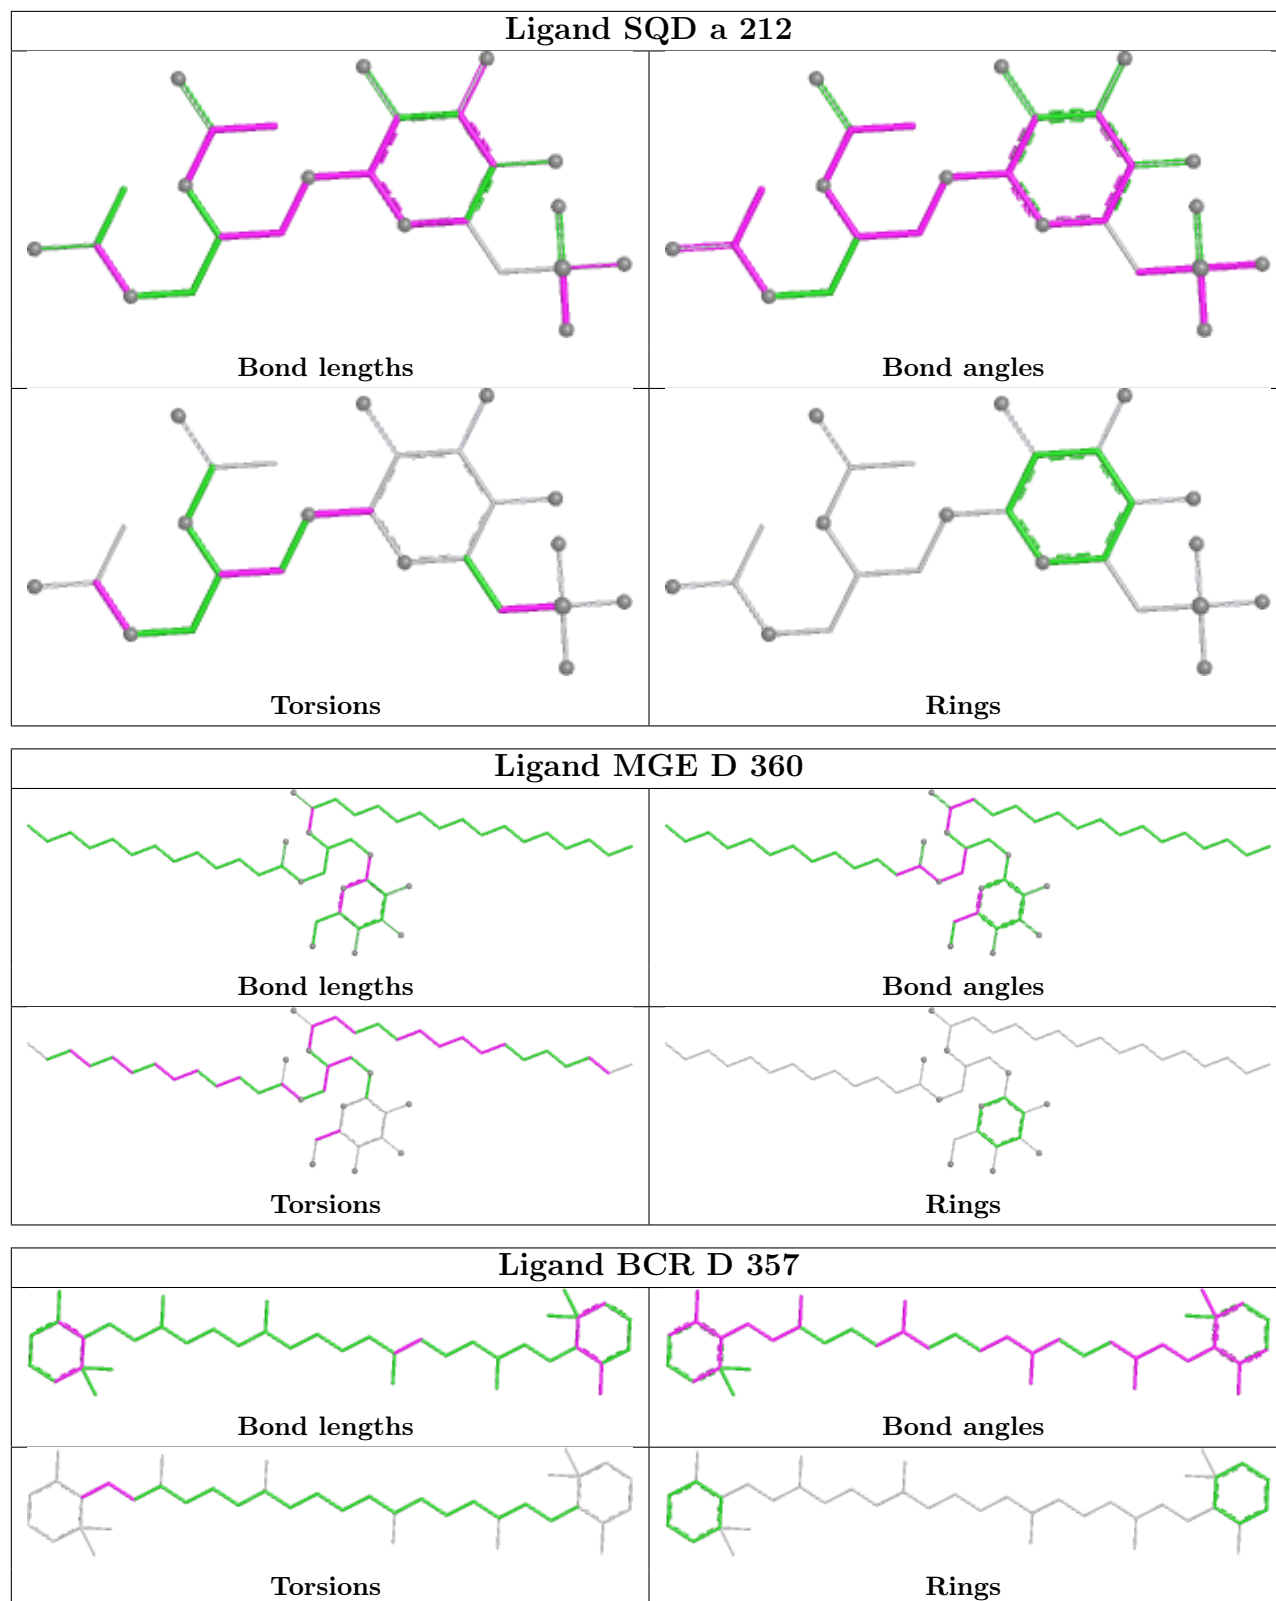 Ligand SQD a 212
Bond lengths
Bond angles
Torsions
Rings
Ligand MGE D 360
Bond lengths
Bond angles
Torsions
Rings
Ligand BCR D 357
Bond lengths
Bond angles
Torsions
Rings